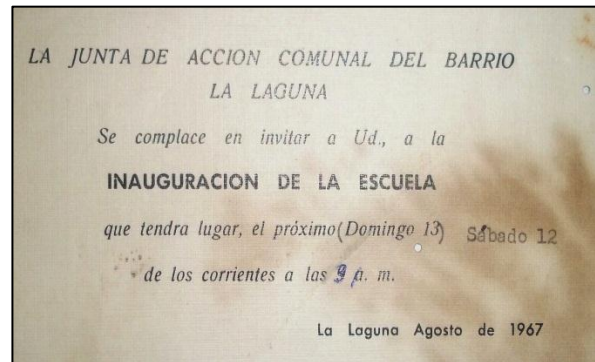 LA JUNTA DE ACCION COMUNAL DEL BARRIO
LA LAGUNA
Se complace en invitar a Ud., a la
INAUGURACION DE LA ESCUELA
que tendra lugar, el próximo (Domingo 13) Sábado 12
de los corrientes a las 9 a. m.
La Laguna Agosto de 1967